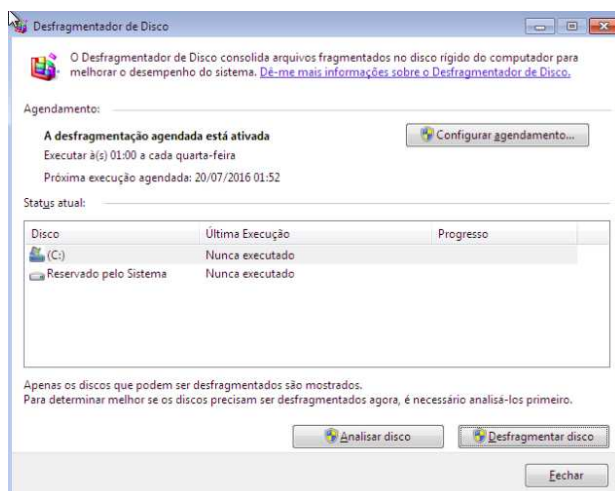 Desfragmentador de Disco
O Desfragmentador de Disco consolida arquivos fragmentados no disco rígido do computador para
melhorar o desempenho do sistema. Dê-me mais informações sobre o Desfragmentador de Disco.
Agendamento:
A desfragmentação agendada está ativada
Configurar agendamento...
Executar à(s) 01:00 a cada quarta-feira
Próxima execução agendada: 20/07/2016 01:52
Status atual:
Disco Última Execução Progresso
(C:) Nunca executado
Reservado pelo Sistema Nunca executado
Apenas os discos que podem ser desfragmentados são mostrados.
Para determinar melhor se os discos precisam ser desfragmentados agora, é necessário analisá-los primeiro.
Analisar disco Desfragmentar disco
Fechar